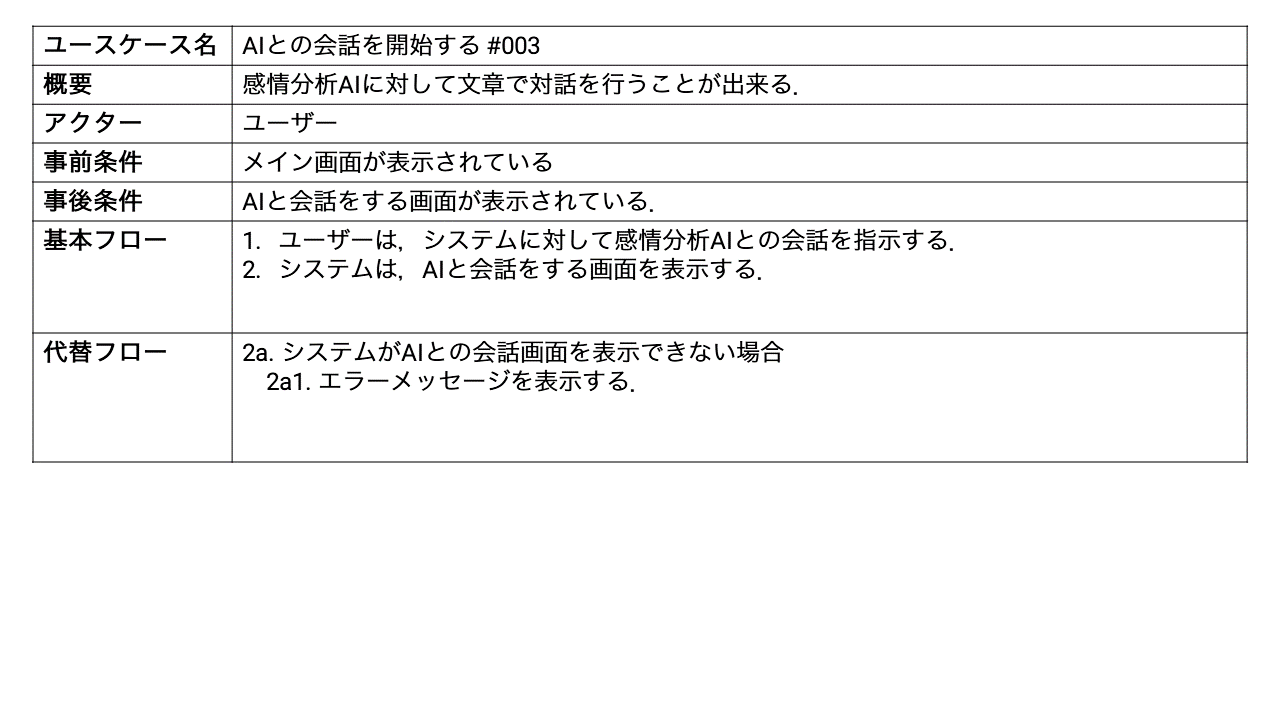 ユースケース名 AIとの会話を開始する #003
概要 感情分析AIに対して文章で対話を行うことが出来る．
アクター ユーザー
事前条件 メイン画面が表示されている
事後条件 AIと会話をする画面が表示されている．
基本フロー 1. ユーザーは，システムに対して感情分析AIとの会話を指示する．
2. システムは，AIと会話をする画面を表示する．
代替フロー 2a. システムがAIとの会話画面を表示できない場合
2a1. エラーメッセージを表示する．